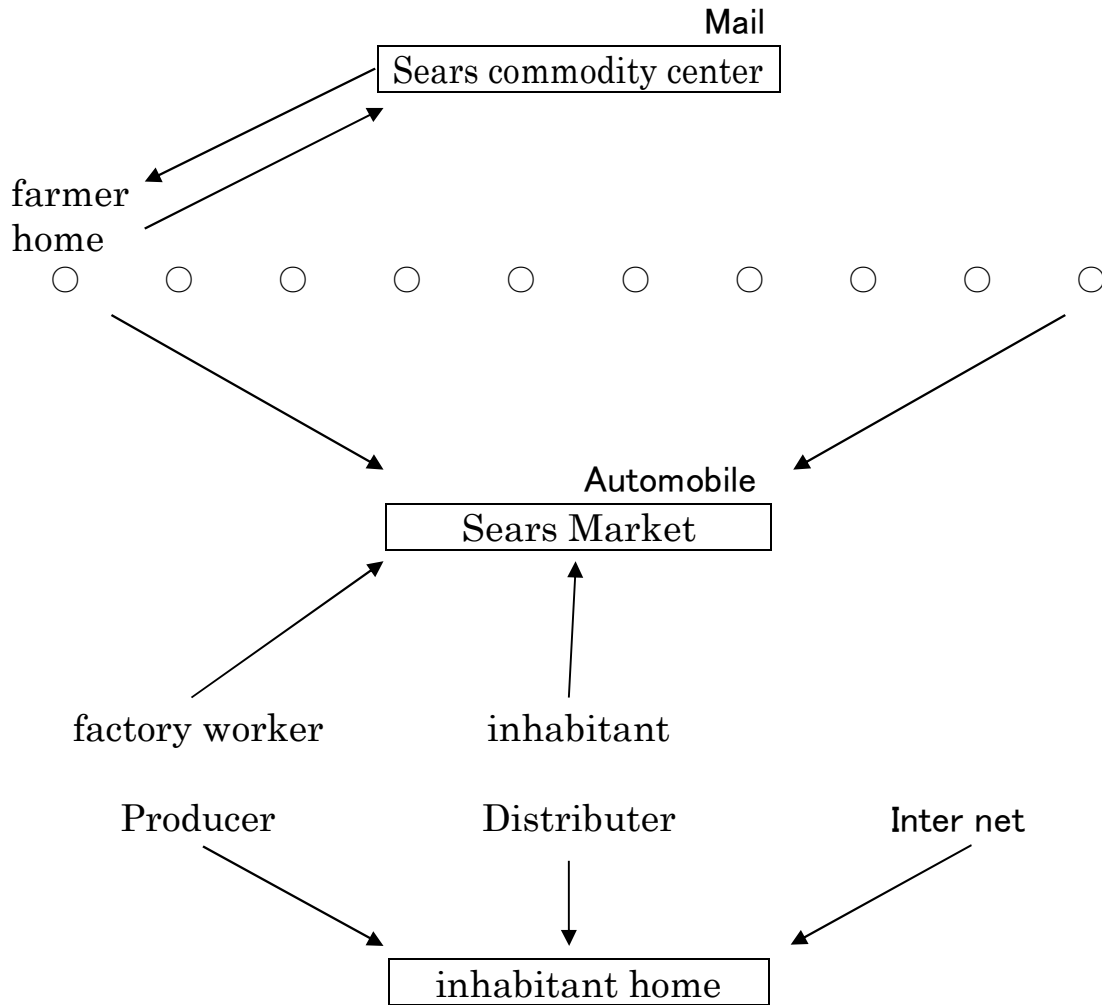 Mail
Sears commodity center
farmer
home
Automobile
Sears Market
factory worker
inhabitant
Producer
Distributer
Inter net
inhabitant home